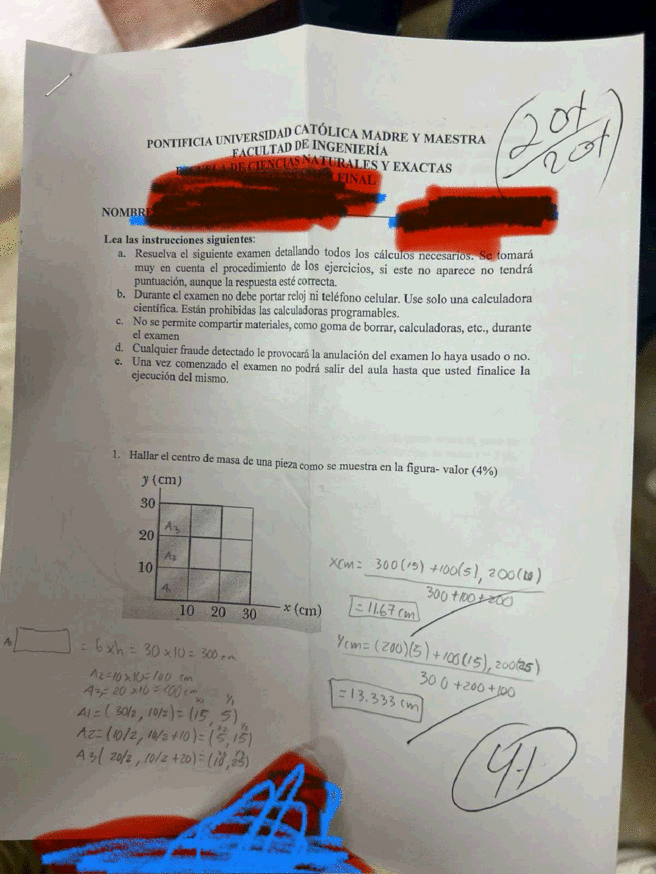 20+
20+
PONTIFICIA UNIVERSIDAD CATÓLICA MADRE Y MAESTRA
FACULTAD DE INGENIERÍA
DE CIENCIAS NATURALES Y EXACTAS
FINAL
NOMBRE
Lea las instrucciones siguientes:
a. Resuelva el siguiente examen detallando todos los cálculos necesarios. Se tomará
muy en cuenta el procedimiento de los ejercicios, si este no aparece no tendrá
puntuación, aunque la respuesta esté correcta.
b. Durante el examen no debe portar reloj ni teléfono celular. Use solo una calculadora
científica. Están prohibidas las calculadoras programables.
c. No se permite compartir materiales, como goma de borrar, calculadoras, etc., durante
el examen
d. Cualquier fraude detectado le provocará la anulación del examen lo haya usado o no.
e. Una vez comenzado el examen no podrá salir del aula hasta que usted finalice la
ejecución del mismo.
1. Hallar el centro de masa de una pieza como se muestra en la figura- valor (4%)
y (cm)
30
A3
20
A2
10
A1
10 20 30 x (cm)
Xcm = 300(15) + 100(5), 200(10)
300 + 100 + 200
= 11.67 cm
Ycm = (200)(5) + 100(15), 200(25)
300 + 200 + 100
= 13.333 cm
= b x h = 30 x 10 = 300 cm
A2 = 10 x 10 = 100 cm
A3 = 20 x 10 = 200 cm
x1 y1
A1 = (30/2, 10/2) = (15, 5)
x2 y2
A2 = (10/2, 10/2 + 10) = (5, 15)
x3 y3
A3 (20/2, 10/2 + 20) = (10, 25)